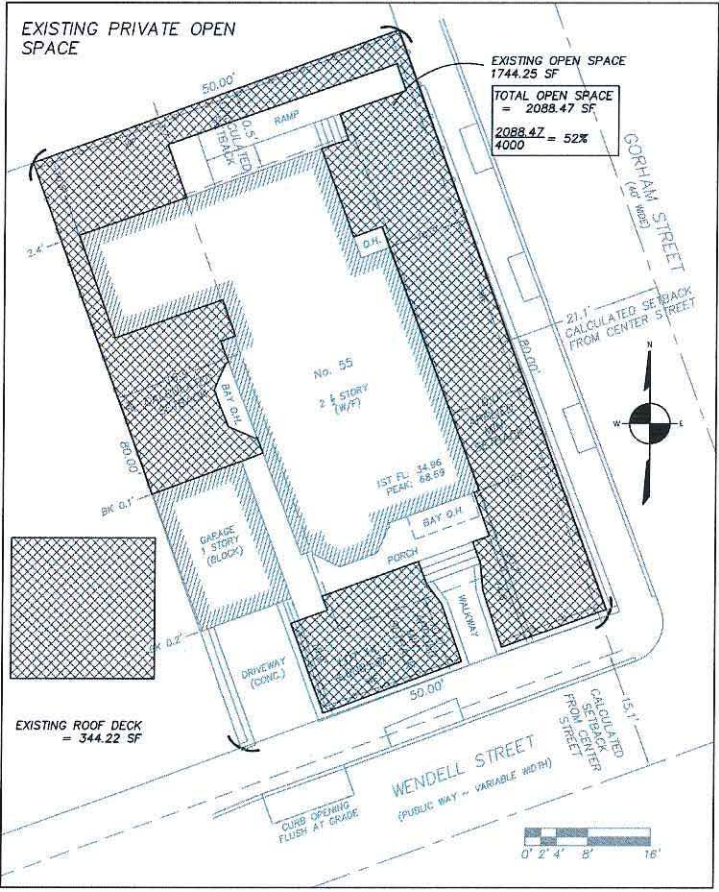 EXISTING PRIVATE OPEN
SPACE
50.00'
EXISTING OPEN SPACE
1744.25 SF
TOTAL OPEN SPACE
= 2088.47 SF
2088.47
4000
= 52%
RAMP
SETBACK
GORHAM STREET
(40' WIDE)
2.4'
O.H.
21.1'
CALCULATED SETBACK
FROM CENTER STREET
80.00'
N
W
E
No. 55
2 ½ STORY
(W/F)
BAY O.H.
80.00'
1ST FL: 34.86
PEAK: 68.69
BK 0.1'
BAY O.H.
GARAGE
1 STORY
(BLOCK)
PORCH
WALKWAY
BK 0.2'
DRIVEWAY
(CONC.)
50.00'
EXISTING ROOF DECK
= 344.22 SF
CALCULATED
SETBACK
FROM CENTER
STREET
15.1'
WENDELL STREET
(PUBLIC WAY ~ VARIABLE WIDTH)
CURB OPENING
FLUSH AT GRADE
0' 2' 4' 8' 16'